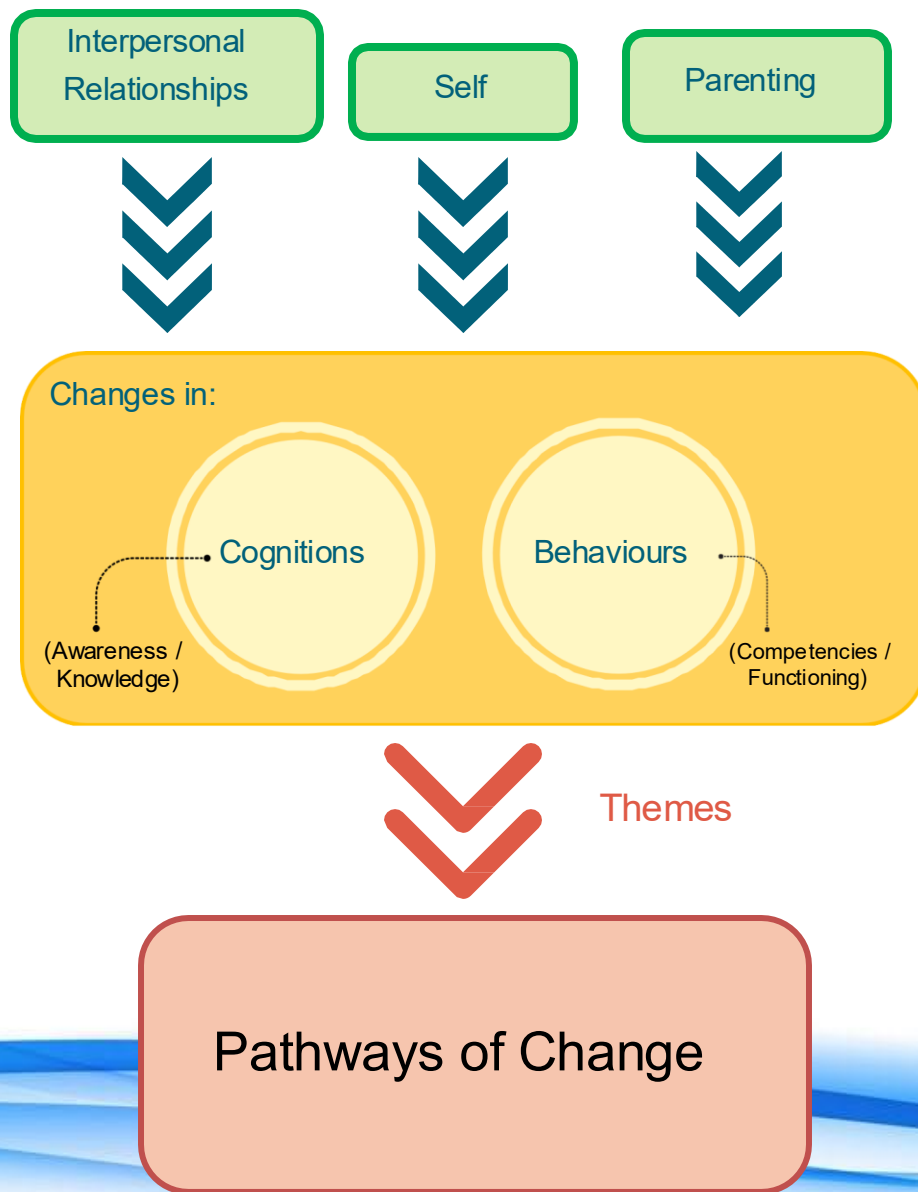 Interpersonal
Relationships
Self
Parenting
Changes in:
Cognitions
Behaviours
(Awareness /
Knowledge)
(Competencies /
Functioning)
Themes
Pathways of Change